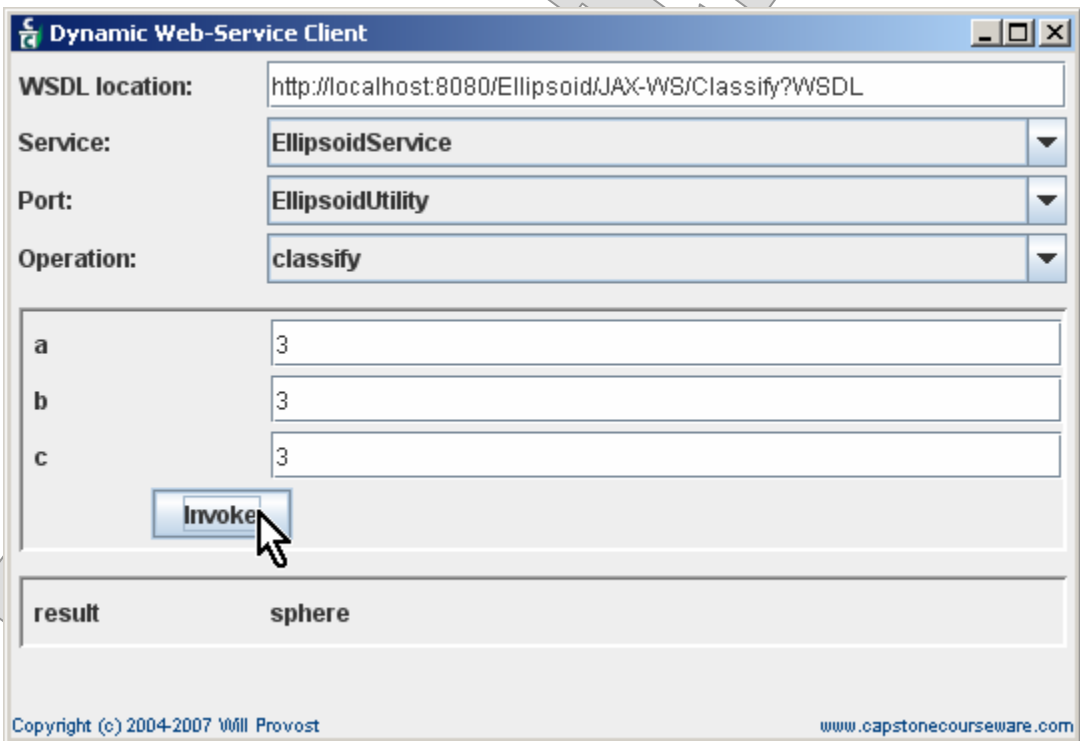 Dynamic Web-Service Client
WSDL location: http://localhost:8080/Ellipsoid/JAX-WS/Classify?WSDL
Service: EllipsoidService
Port: EllipsoidUtility
Operation: classify
a 3
b 3
c 3
Invoke
result sphere
Copyright (c) 2004-2007 Will Provost www.capstonecourseware.com